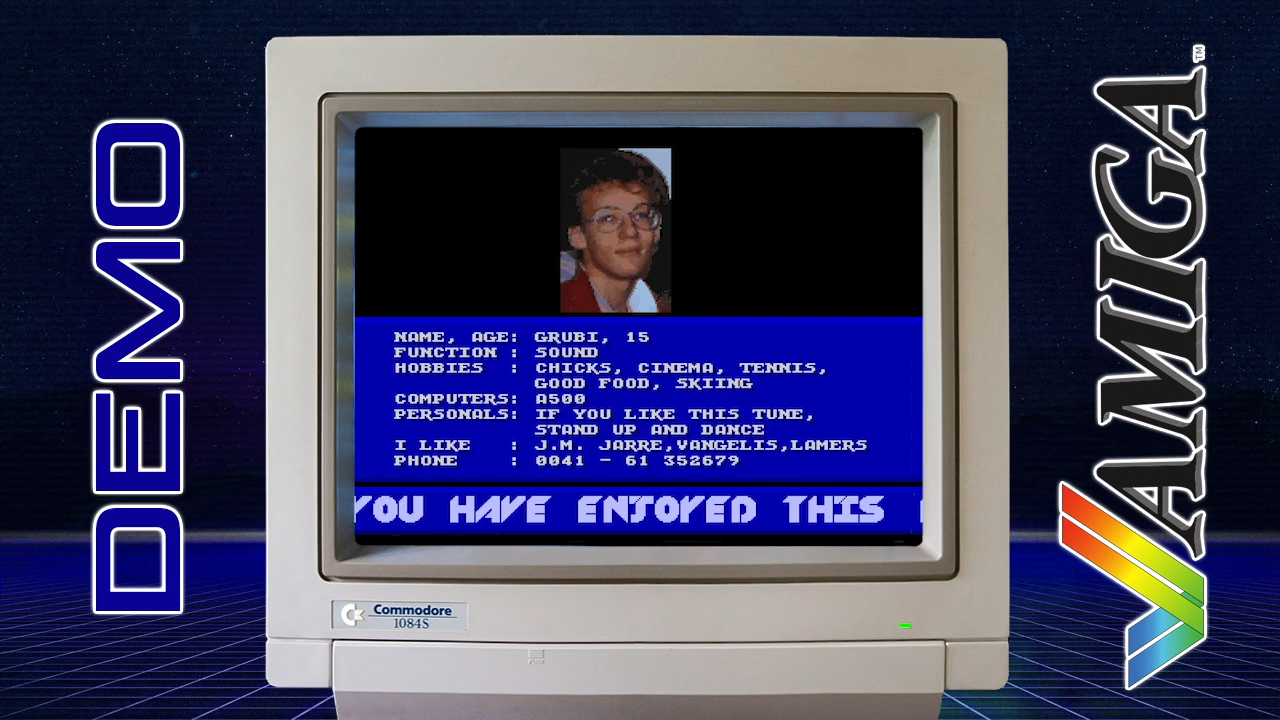 DEMO
NAME, AGE: GRUBI, 15
FUNCTION : SOUND
HOBBIES : CHICKS, CINEMA, TENNIS,
GOOD FOOD, SKIING
COMPUTERS: A500
PERSONALS: IF YOU LIKE THIS TUNE,
STAND UP AND DANCE
I LIKE : J.M. JARRE,VANGELIS,LAMERS
PHONE : 0041 - 61 352679
YOU HAVE ENJOYED THIS
Commodore
1084S
AMIGA™